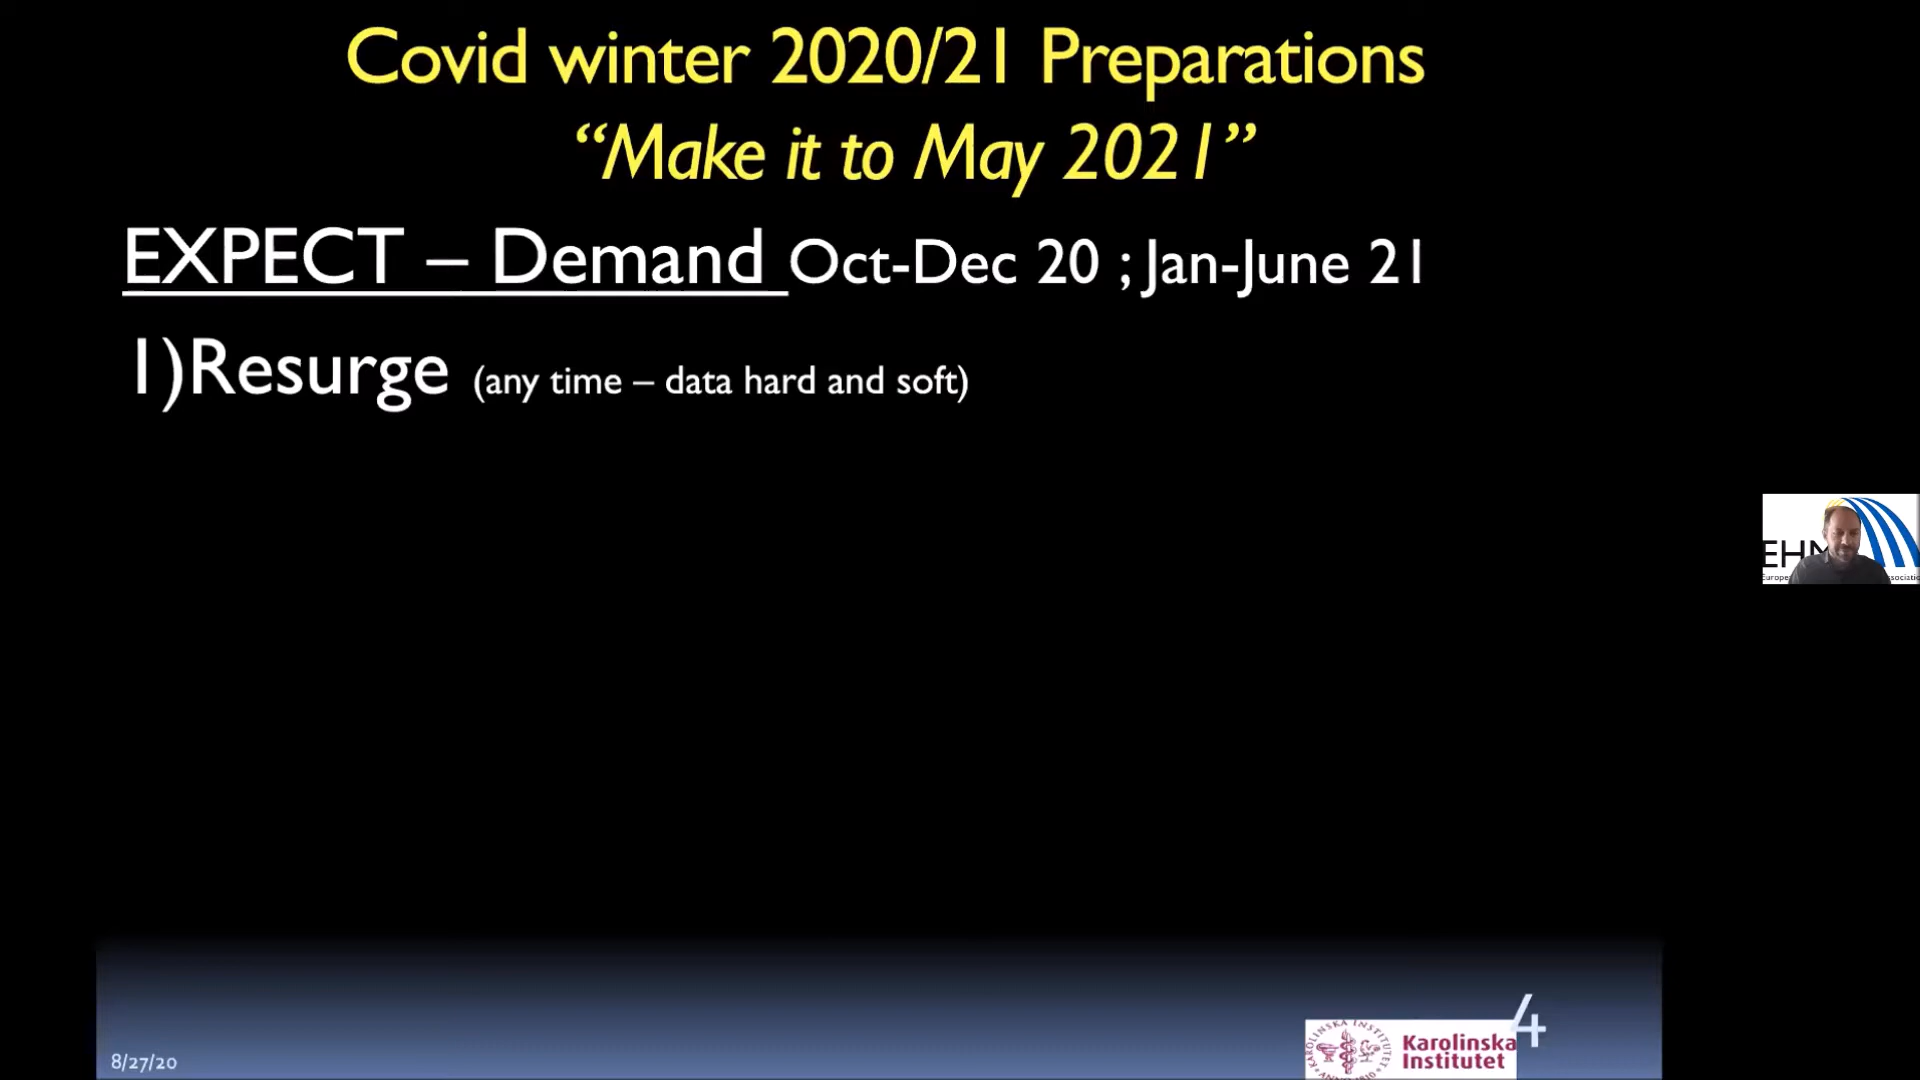 Covid winter 2020/21 Preparations
“Make it to May 2021”
EXPECT – Demand Oct-Dec 20 ; Jan-June 21
1)Resurge (any time – data hard and soft)
EHM
8/27/20
Karolinska
Institutet
4